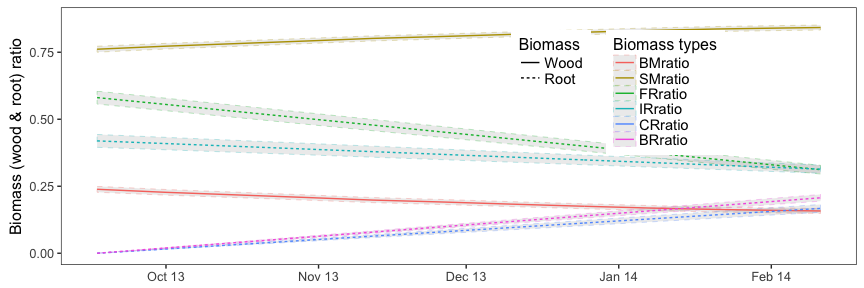 Biomass (wood & root) ratio
0.75
0.50
0.25
0.00
Biomass
Wood
Root
Biomass types
BMratio
SMratio
FRratio
IRratio
CRratio
BRratio
Oct 13
Nov 13
Dec 13
Jan 14
Feb 14